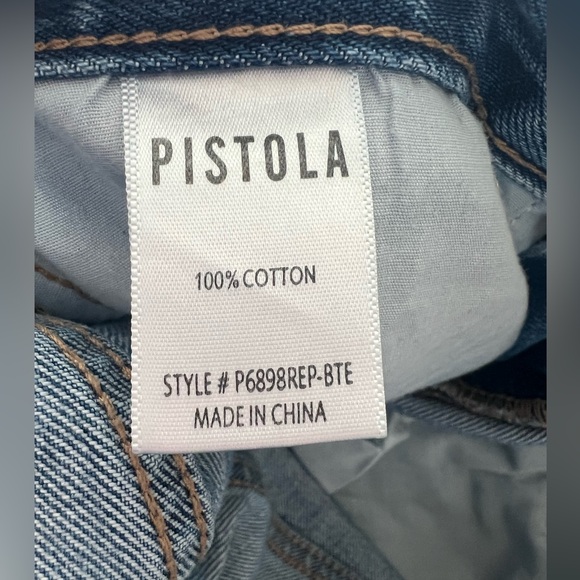 PISTOLA
100% COTTON
STYLE # P6898REP-BTE
MADE IN CHINA